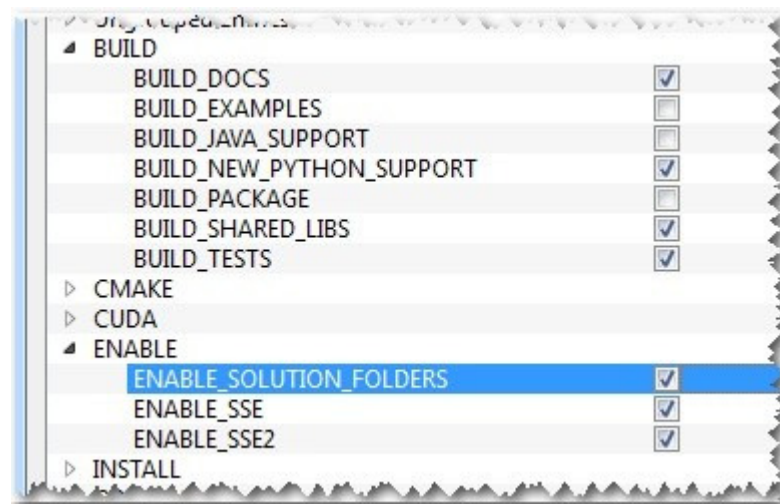 BUILD
BUILD_DOCS
BUILD_EXAMPLES
BUILD_JAVA_SUPPORT
BUILD_NEW_PYTHON_SUPPORT
BUILD_PACKAGE
BUILD_SHARED_LIBS
BUILD_TESTS
CMAKE
CUDA
ENABLE
ENABLE_SOLUTION_FOLDERS
ENABLE_SSE
ENABLE_SSE2
INSTALL